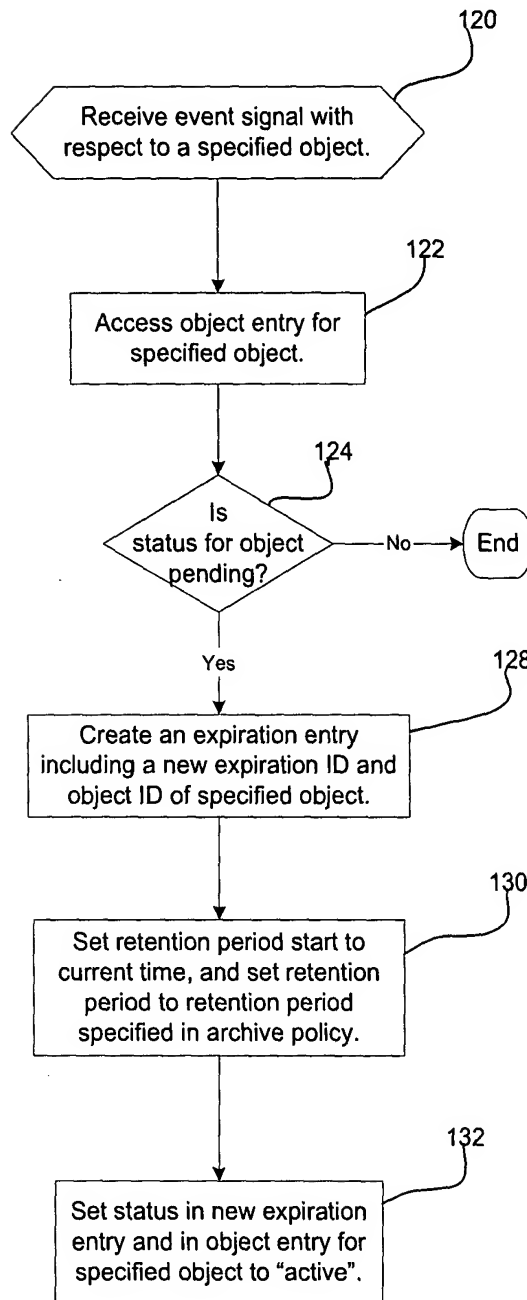 120
Receive event signal with
respect to a specified object.
122
Access object entry for
specified object.
124
Is
status for object
pending?
No
End
Yes
128
Create an expiration entry
including a new expiration ID and
object ID of specified object.
130
Set retention period start to
current time, and set retention
period to retention period
specified in archive policy.
132
Set status in new expiration
entry and in object entry for
specified object to "active".